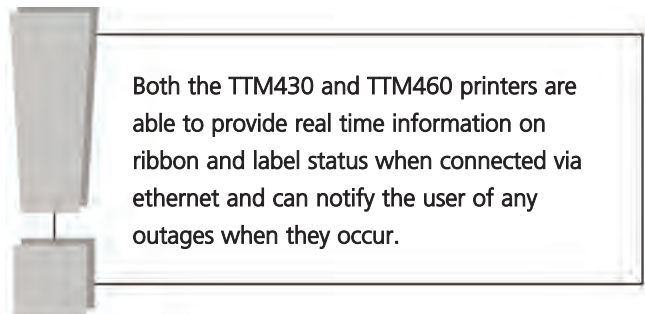 Both the TTM430 and TTM460 printers are
able to provide real time information on
ribbon and label status when connected via
ethernet and can notify the user of any
outages when they occur.